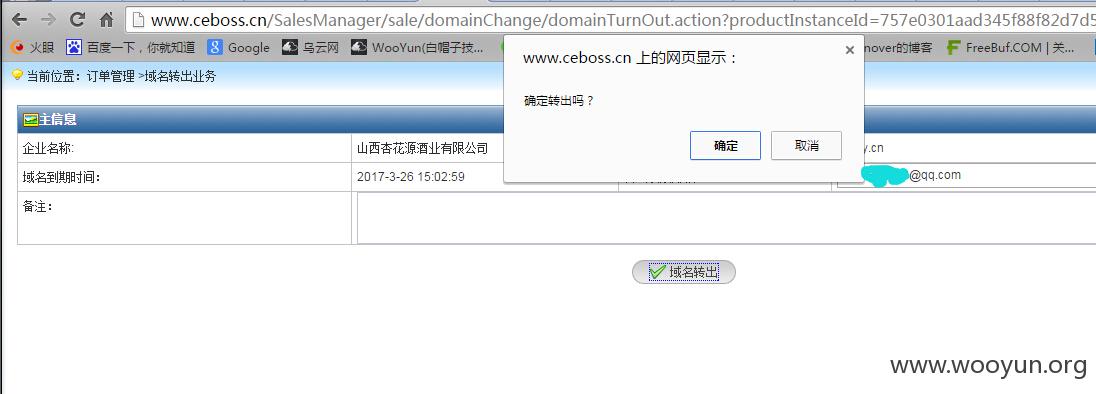 www.ceboss.cn/SalesManager/sale/domainChange/domainTurnOut.action?productInstanceId=757e0301aad345f88f82d7d5
火眼 百度一下,你就知道 Google 乌云网 WooYun(白帽子技... nover的博客 FreeBuf.COM | 关...
www.ceboss.cn 上的网页显示:
确定转出吗?
确定 取消
当前位置:订单管理 >域名转出业务
主信息
企业名称: 山西杏花源酒业有限公司 y.cn
域名到期时间: 2017-3-26 15:02:59 @qq.com
备注:
域名转出
www.wooyun.org